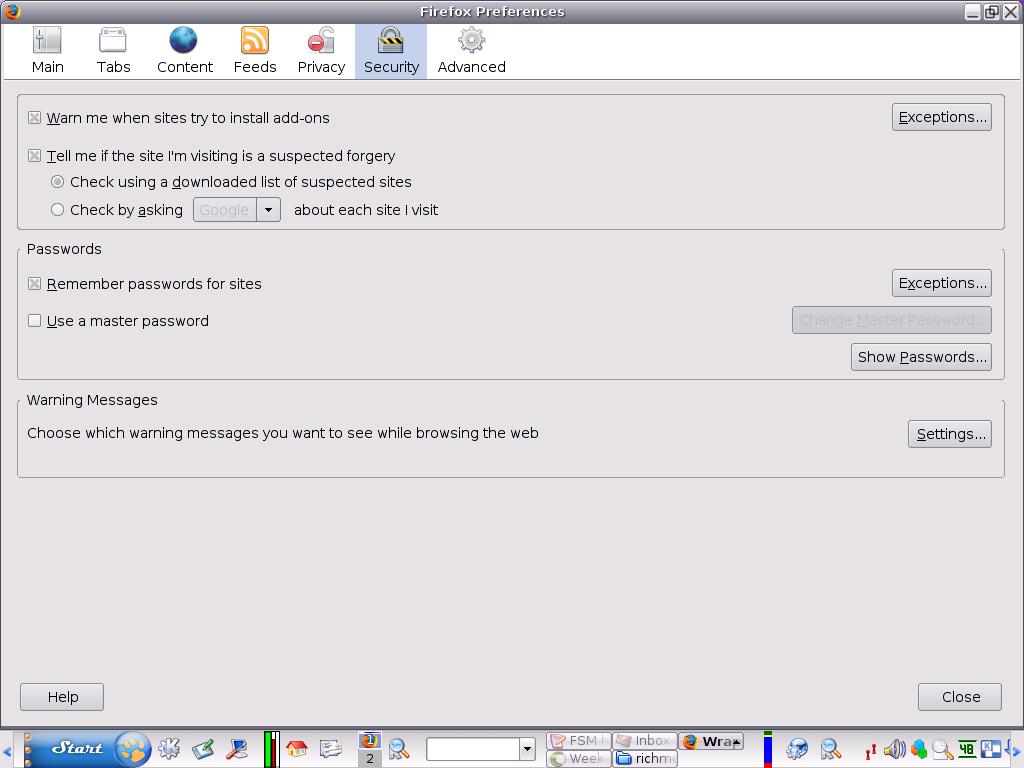 Firefox Preferences
Main Tabs Content Feeds Privacy Security Advanced
Warn me when sites try to install add-ons Exceptions...
Tell me if the site I'm visiting is a suspected forgery
Check using a downloaded list of suspected sites
Check by asking Google about each site I visit
Passwords
Remember passwords for sites Exceptions...
Use a master password Change Master Password...
Show Passwords...
Warning Messages
Choose which warning messages you want to see while browsing the web Settings...
Help Close
Start 2 FSM Inbox Wra 48
Week richm